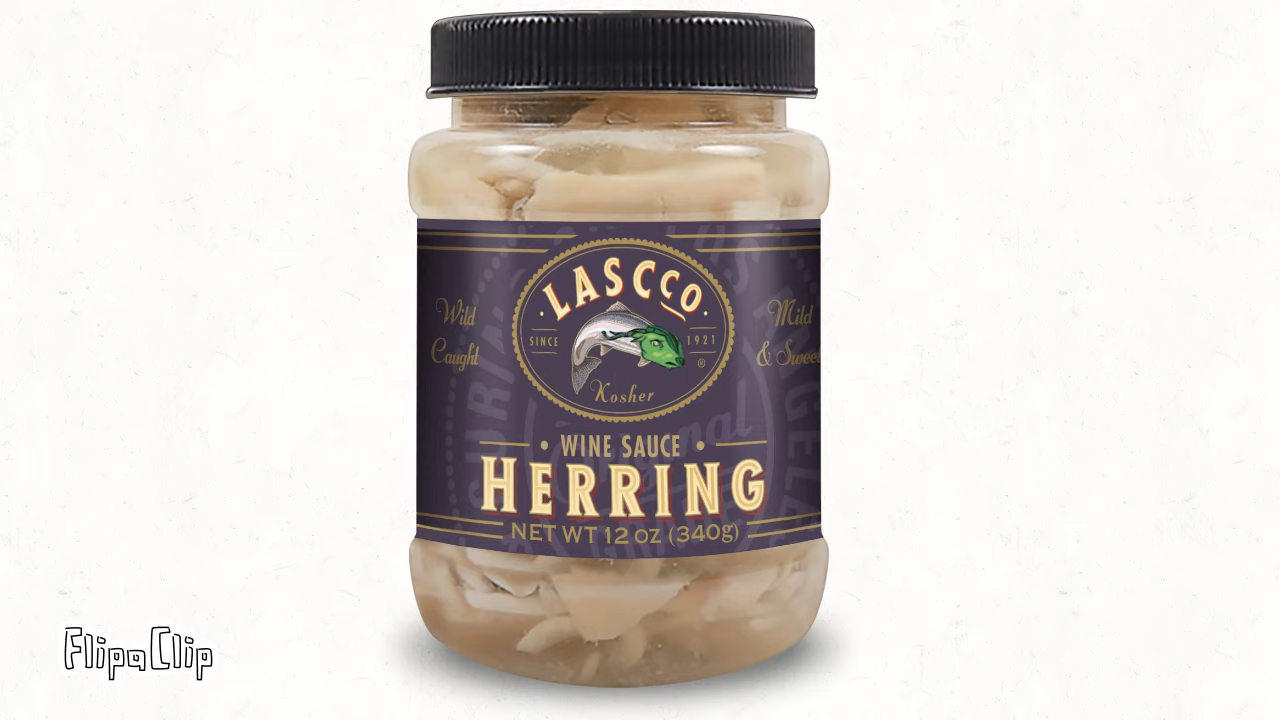 LASCCO
SINCE 1921
®
Kosher
Wild
Caught
Mild
& Sweet
WINE SAUCE
HERRING
NET WT 12 OZ (340g)
FlipaClip